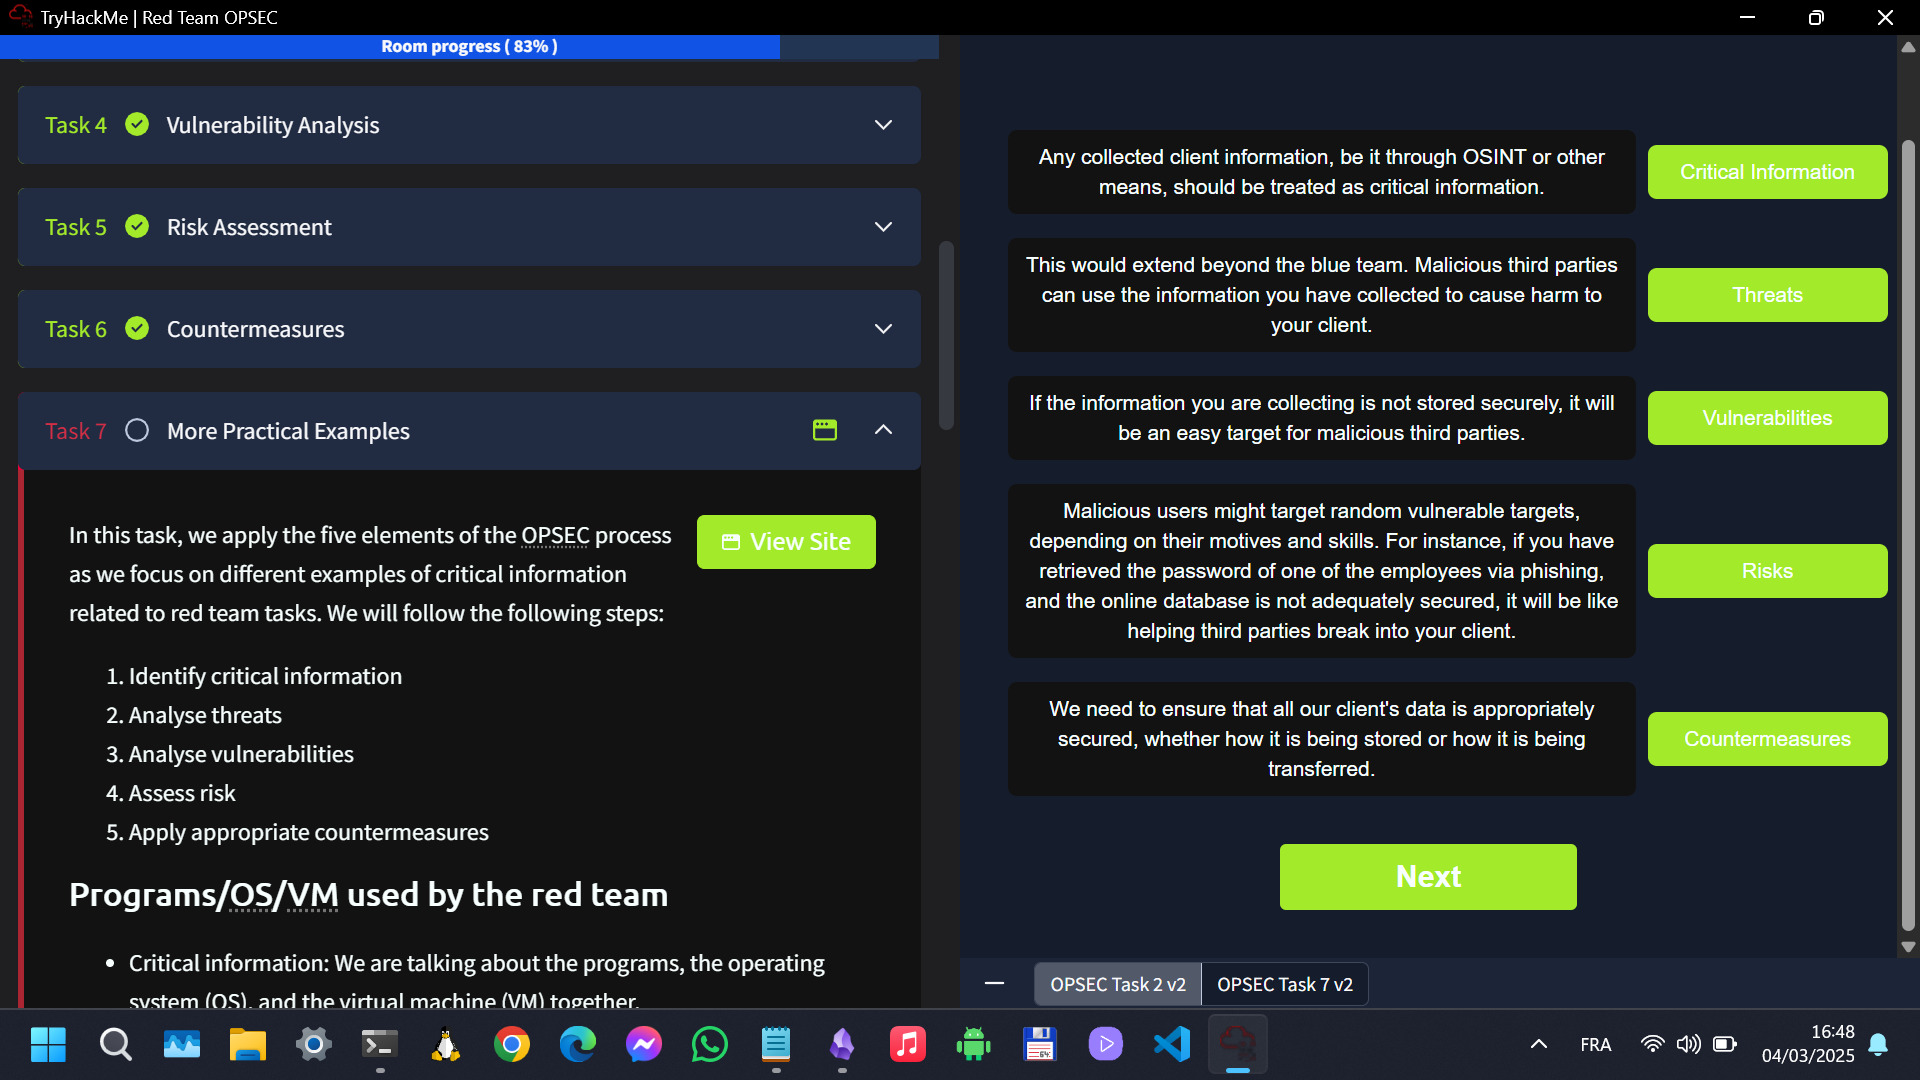 TryHackMe | Red Team OPSEC
Room progress ( 83% )
Task 4 Vulnerability Analysis
Task 5 Risk Assessment
Task 6 Countermeasures
Task 7 More Practical Examples
In this task, we apply the five elements of the OPSEC process
as we focus on different examples of critical information
related to red team tasks. We will follow the following steps:
View Site
1. Identify critical information
2. Analyse threats
3. Analyse vulnerabilities
4. Assess risk
5. Apply appropriate countermeasures
Programs/OS/VM used by the red team
• Critical information: We are talking about the programs, the operating
system (OS), and the virtual machine (VM) together.
Any collected client information, be it through OSINT or other
means, should be treated as critical information.
Critical Information
This would extend beyond the blue team. Malicious third parties
can use the information you have collected to cause harm to
your client.
Threats
If the information you are collecting is not stored securely, it will
be an easy target for malicious third parties.
Vulnerabilities
Malicious users might target random vulnerable targets,
depending on their motives and skills. For instance, if you have
retrieved the password of one of the employees via phishing,
and the online database is not adequately secured, it will be like
helping third parties break into your client.
Risks
We need to ensure that all our client's data is appropriately
secured, whether how it is being stored or how it is being
transferred.
Countermeasures
Next
OPSEC Task 2 v2
OPSEC Task 7 v2
64
FRA
16:48
04/03/2025